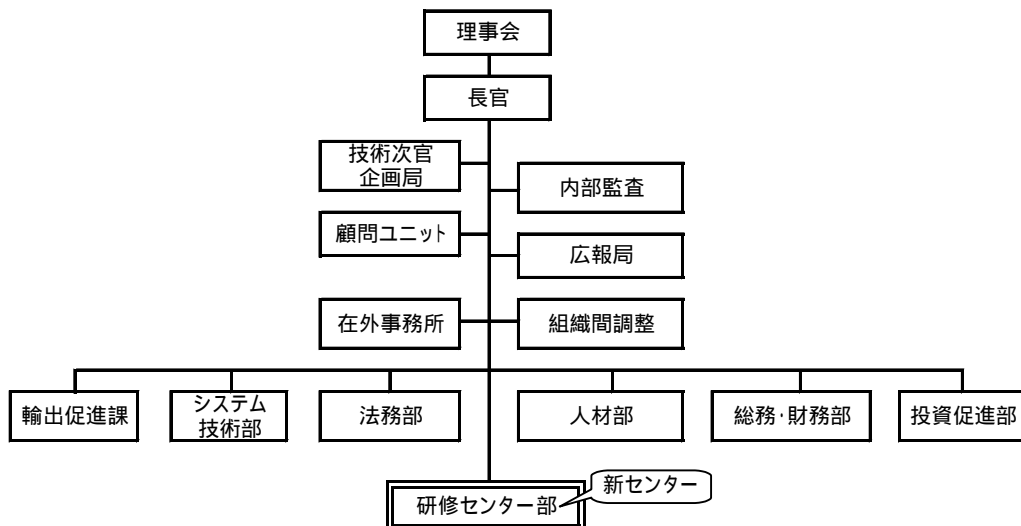 理事会
長官
技術次官
企画局
内部監査
顧問ユニット
広報局
在外事務所
組織間調整
輸出促進課
システム
技術部
法務部
人材部
総務･財務部
投資促進部
新センター
研修センター部